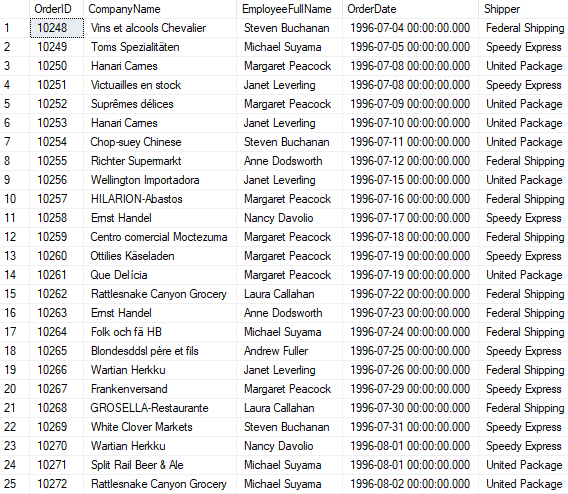 OrderID CompanyName EmployeeFullName OrderDate Shipper
1 10248 Vins et alcools Chevalier Steven Buchanan 1996-07-04 00:00:00.000 Federal Shipping
2 10249 Toms Spezialitäten Michael Suyama 1996-07-05 00:00:00.000 Speedy Express
3 10250 Hanari Carnes Margaret Peacock 1996-07-08 00:00:00.000 United Package
4 10251 Victuailles en stock Janet Leverling 1996-07-08 00:00:00.000 Speedy Express
5 10252 Suprêmes délices Margaret Peacock 1996-07-09 00:00:00.000 United Package
6 10253 Hanari Carnes Janet Leverling 1996-07-10 00:00:00.000 United Package
7 10254 Chop-suey Chinese Steven Buchanan 1996-07-11 00:00:00.000 United Package
8 10255 Richter Supermarkt Anne Dodsworth 1996-07-12 00:00:00.000 Federal Shipping
9 10256 Wellington Importadora Janet Leverling 1996-07-15 00:00:00.000 United Package
10 10257 HILARION-Abastos Margaret Peacock 1996-07-16 00:00:00.000 Federal Shipping
11 10258 Ernst Handel Nancy Davolio 1996-07-17 00:00:00.000 Speedy Express
12 10259 Centro comercial Moctezuma Margaret Peacock 1996-07-18 00:00:00.000 Federal Shipping
13 10260 Ottilies Käseladen Margaret Peacock 1996-07-19 00:00:00.000 Speedy Express
14 10261 Que Delícia Margaret Peacock 1996-07-19 00:00:00.000 United Package
15 10262 Rattlesnake Canyon Grocery Laura Callahan 1996-07-22 00:00:00.000 Federal Shipping
16 10263 Ernst Handel Anne Dodsworth 1996-07-23 00:00:00.000 Federal Shipping
17 10264 Folk och fä HB Michael Suyama 1996-07-24 00:00:00.000 Federal Shipping
18 10265 Blondesddsl père et fils Andrew Fuller 1996-07-25 00:00:00.000 Speedy Express
19 10266 Wartian Herkku Janet Leverling 1996-07-26 00:00:00.000 Federal Shipping
20 10267 Frankenversand Margaret Peacock 1996-07-29 00:00:00.000 Speedy Express
21 10268 GROSELLA-Restaurante Laura Callahan 1996-07-30 00:00:00.000 Federal Shipping
22 10269 White Clover Markets Steven Buchanan 1996-07-31 00:00:00.000 Speedy Express
23 10270 Wartian Herkku Nancy Davolio 1996-08-01 00:00:00.000 Speedy Express
24 10271 Split Rail Beer & Ale Michael Suyama 1996-08-01 00:00:00.000 United Package
25 10272 Rattlesnake Canyon Grocery Michael Suyama 1996-08-02 00:00:00.000 United Package